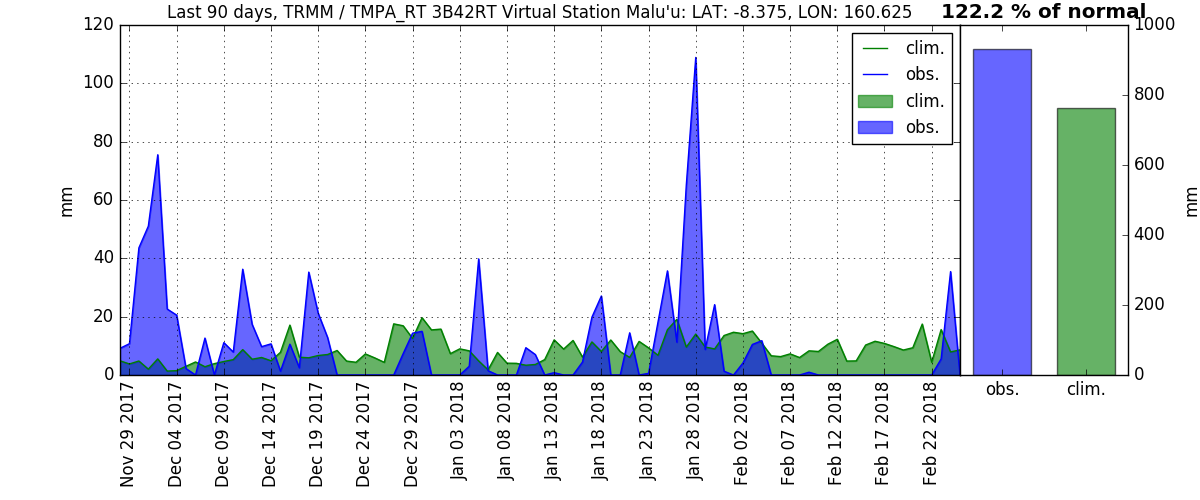 Last 90 days, TRMM / TMPA_RT 3B42RT Virtual Station Malu'u: LAT: -8.375, LON: 160.625
122.2 % of normal
120
100
80
60
40
20
0
mm
clim.
obs.
clim.
obs.
1000
800
600
400
200
0
mm
obs.
clim.
Nov 29 2017
Dec 04 2017
Dec 09 2017
Dec 14 2017
Dec 19 2017
Dec 24 2017
Dec 29 2017
Jan 03 2018
Jan 08 2018
Jan 13 2018
Jan 18 2018
Jan 23 2018
Jan 28 2018
Feb 02 2018
Feb 07 2018
Feb 12 2018
Feb 17 2018
Feb 22 2018